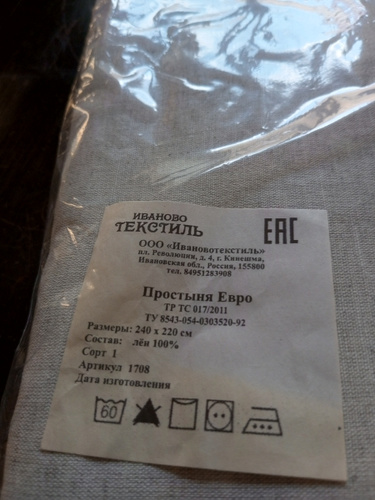 ИВАНОВО
ТЕКСТИЛЬ
EAC
ООО «Ивановотекстиль»
пл. Революции, д. 4, г. Кинешма,
Ивановская обл., Россия, 155800
тел. 84951283908
Простыня Евро
ТР ТС 017/2011
ТУ 8543-054-0303520-92
Размеры: 240 х 220 см
Состав: лён 100%
Сорт 1
Артикул 1708
Дата изготовления
60